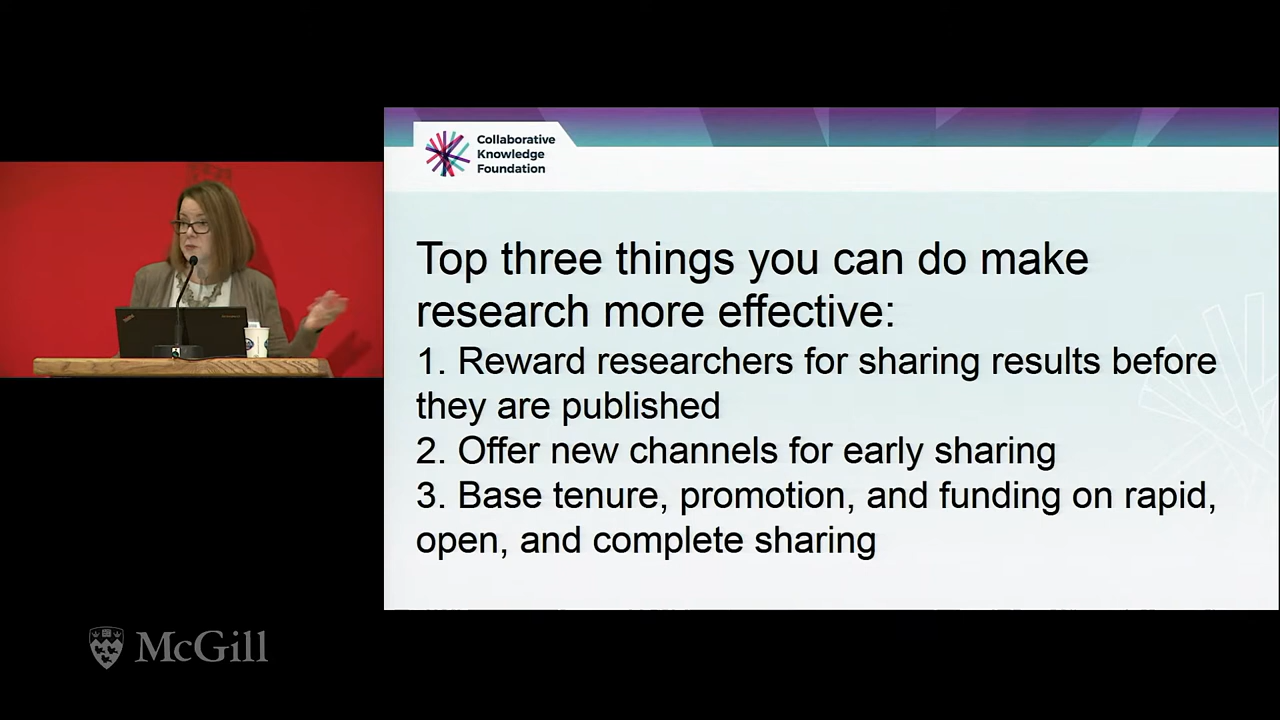 Collaborative
Knowledge
Foundation
Top three things you can do make
research more effective:
1. Reward researchers for sharing results before
they are published
2. Offer new channels for early sharing
3. Base tenure, promotion, and funding on rapid,
open, and complete sharing
McGill